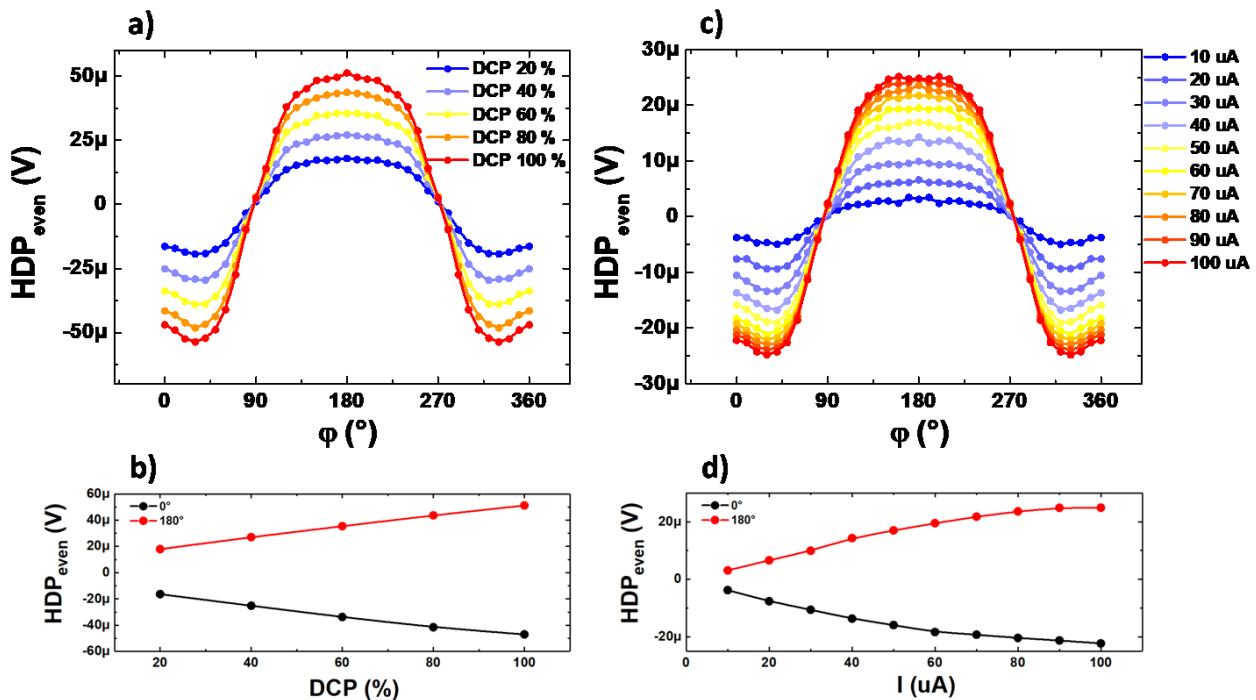 a)
HDPeven (V)
50µ
25µ
0
-25µ
-50µ
DCP 20 %
DCP 40 %
DCP 60 %
DCP 80 %
DCP 100 %
0 90 180 270 360
φ (°)
c)
HDPeven (V)
30µ
20µ
10µ
0
-10µ
-20µ
-30µ
0 90 180 270 360
φ (°)
10 uA
20 uA
30 uA
40 uA
50 uA
60 uA
70 uA
80 uA
90 uA
100 uA
b)
HDPeven (V)
60µ
40µ
20µ
0
-20µ
-40µ
-60µ
0°
180°
20 40 60 80 100
DCP (%)
d)
HDPeven (V)
20µ
0
-20µ
0°
180°
0 20 40 60 80 100
I (uA)